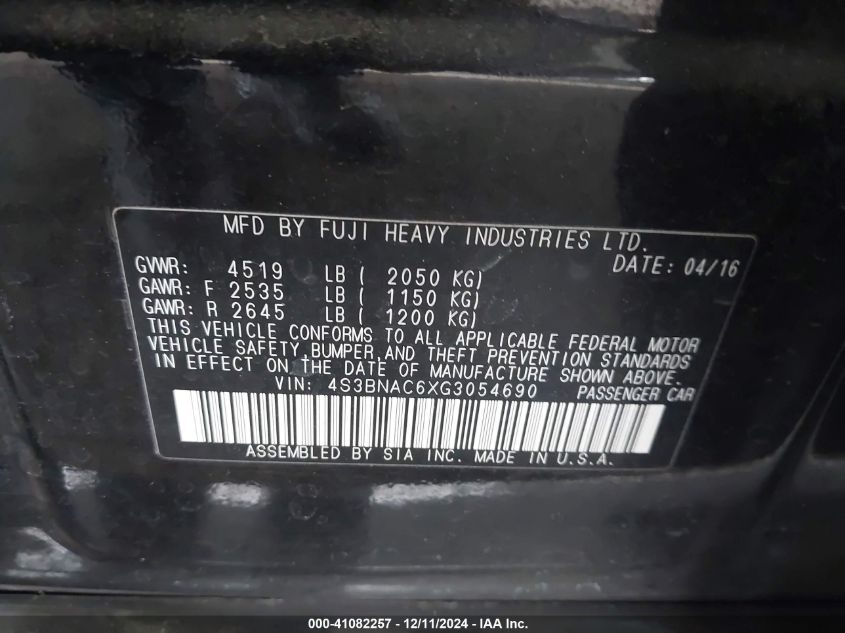 MFD BY FUJI HEAVY INDUSTRIES LTD.
GVWR: 4519 LB ( 2050 KG) DATE: 04/16
GAWR: F 2535 LB ( 1150 KG)
GAWR: R 2645 LB ( 1200 KG)
THIS VEHICLE CONFORMS TO ALL APPLICABLE FEDERAL MOTOR
VEHICLE SAFETY,BUMPER,AND THEFT PREVENTION STANDARDS
IN EFFECT ON THE DATE OF MANUFACTURE SHOWN ABOVE.
VIN: 4S3BNAC6XG3054690 PASSENGER CAR
ASSEMBLED BY SIA INC. MADE IN U.S.A.
000-41082257 - 12/11/2024 - IAA Inc.